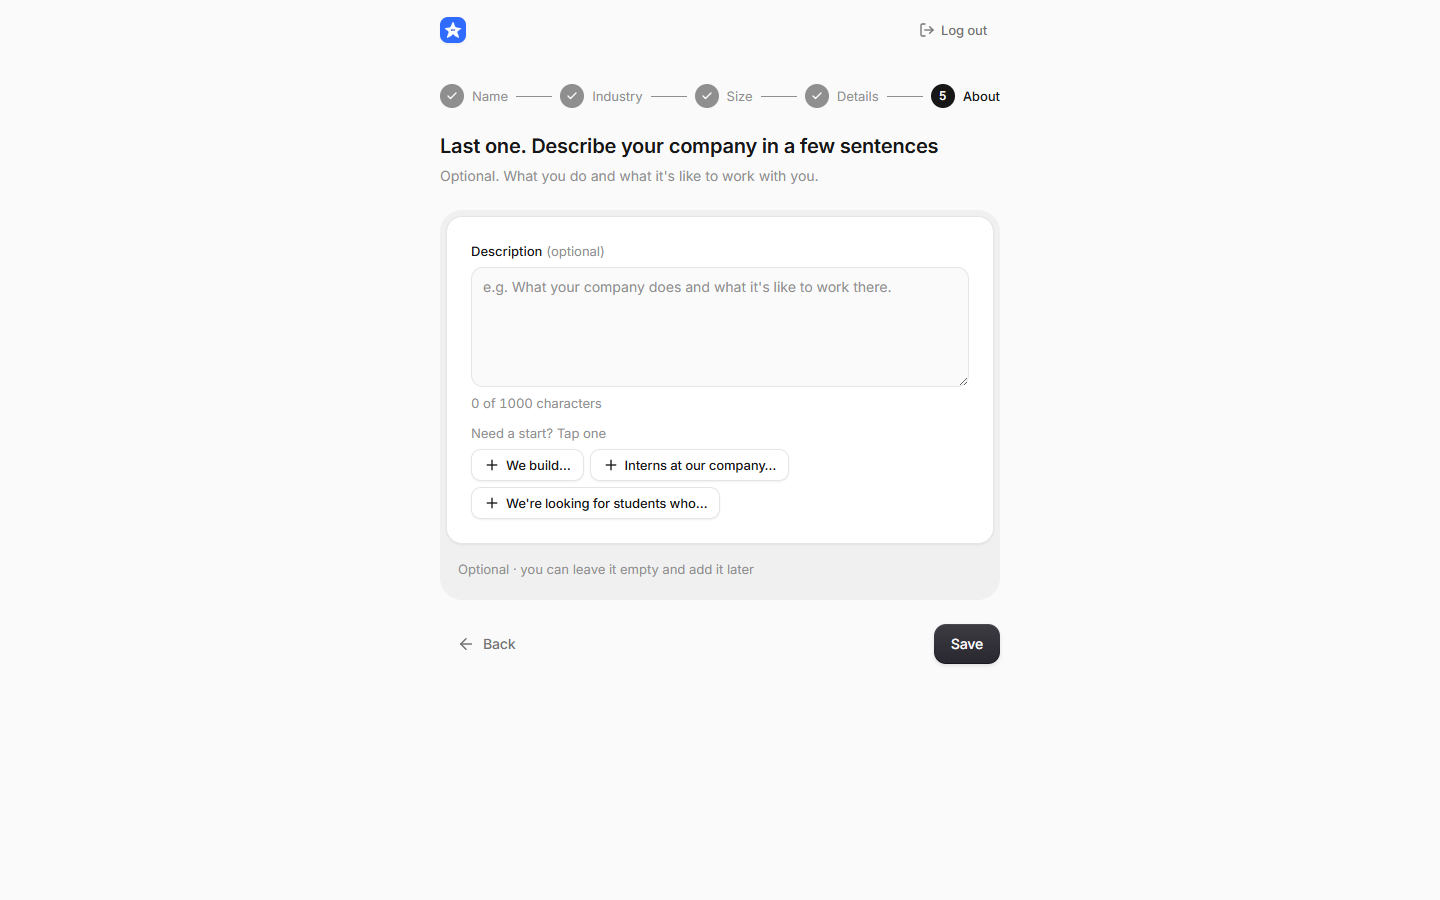 Log out
Name Industry Size Details 5 About
Last one. Describe your company in a few sentences
Optional. What you do and what it's like to work with you.
Description (optional)
e.g. What your company does and what it's like to work there.
0 of 1000 characters
Need a start? Tap one
We build...
Interns at our company...
We're looking for students who...
Optional · you can leave it empty and add it later
Back
Save